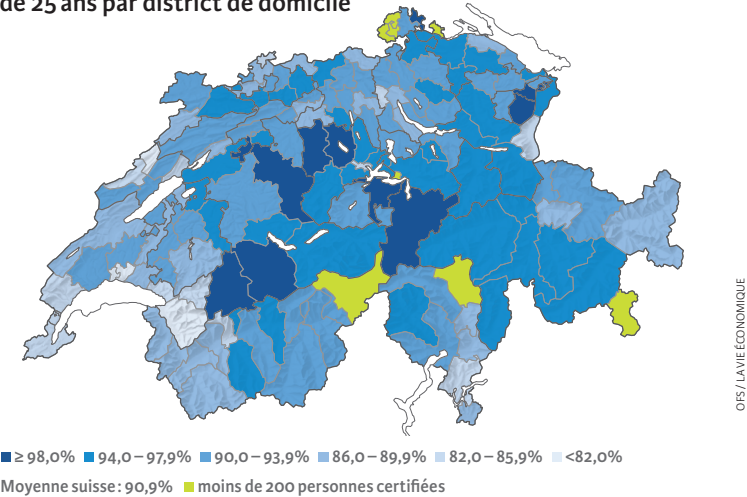 de 25 ans par district de domicile
OFS / LA VIE ÉCONOMIQUE
≥ 98,0% 94,0 – 97,9% 90,0 – 93,9% 86,0 – 89,9% 82,0 – 85,9% <82,0%
Moyenne suisse: 90,9% moins de 200 personnes certifiées